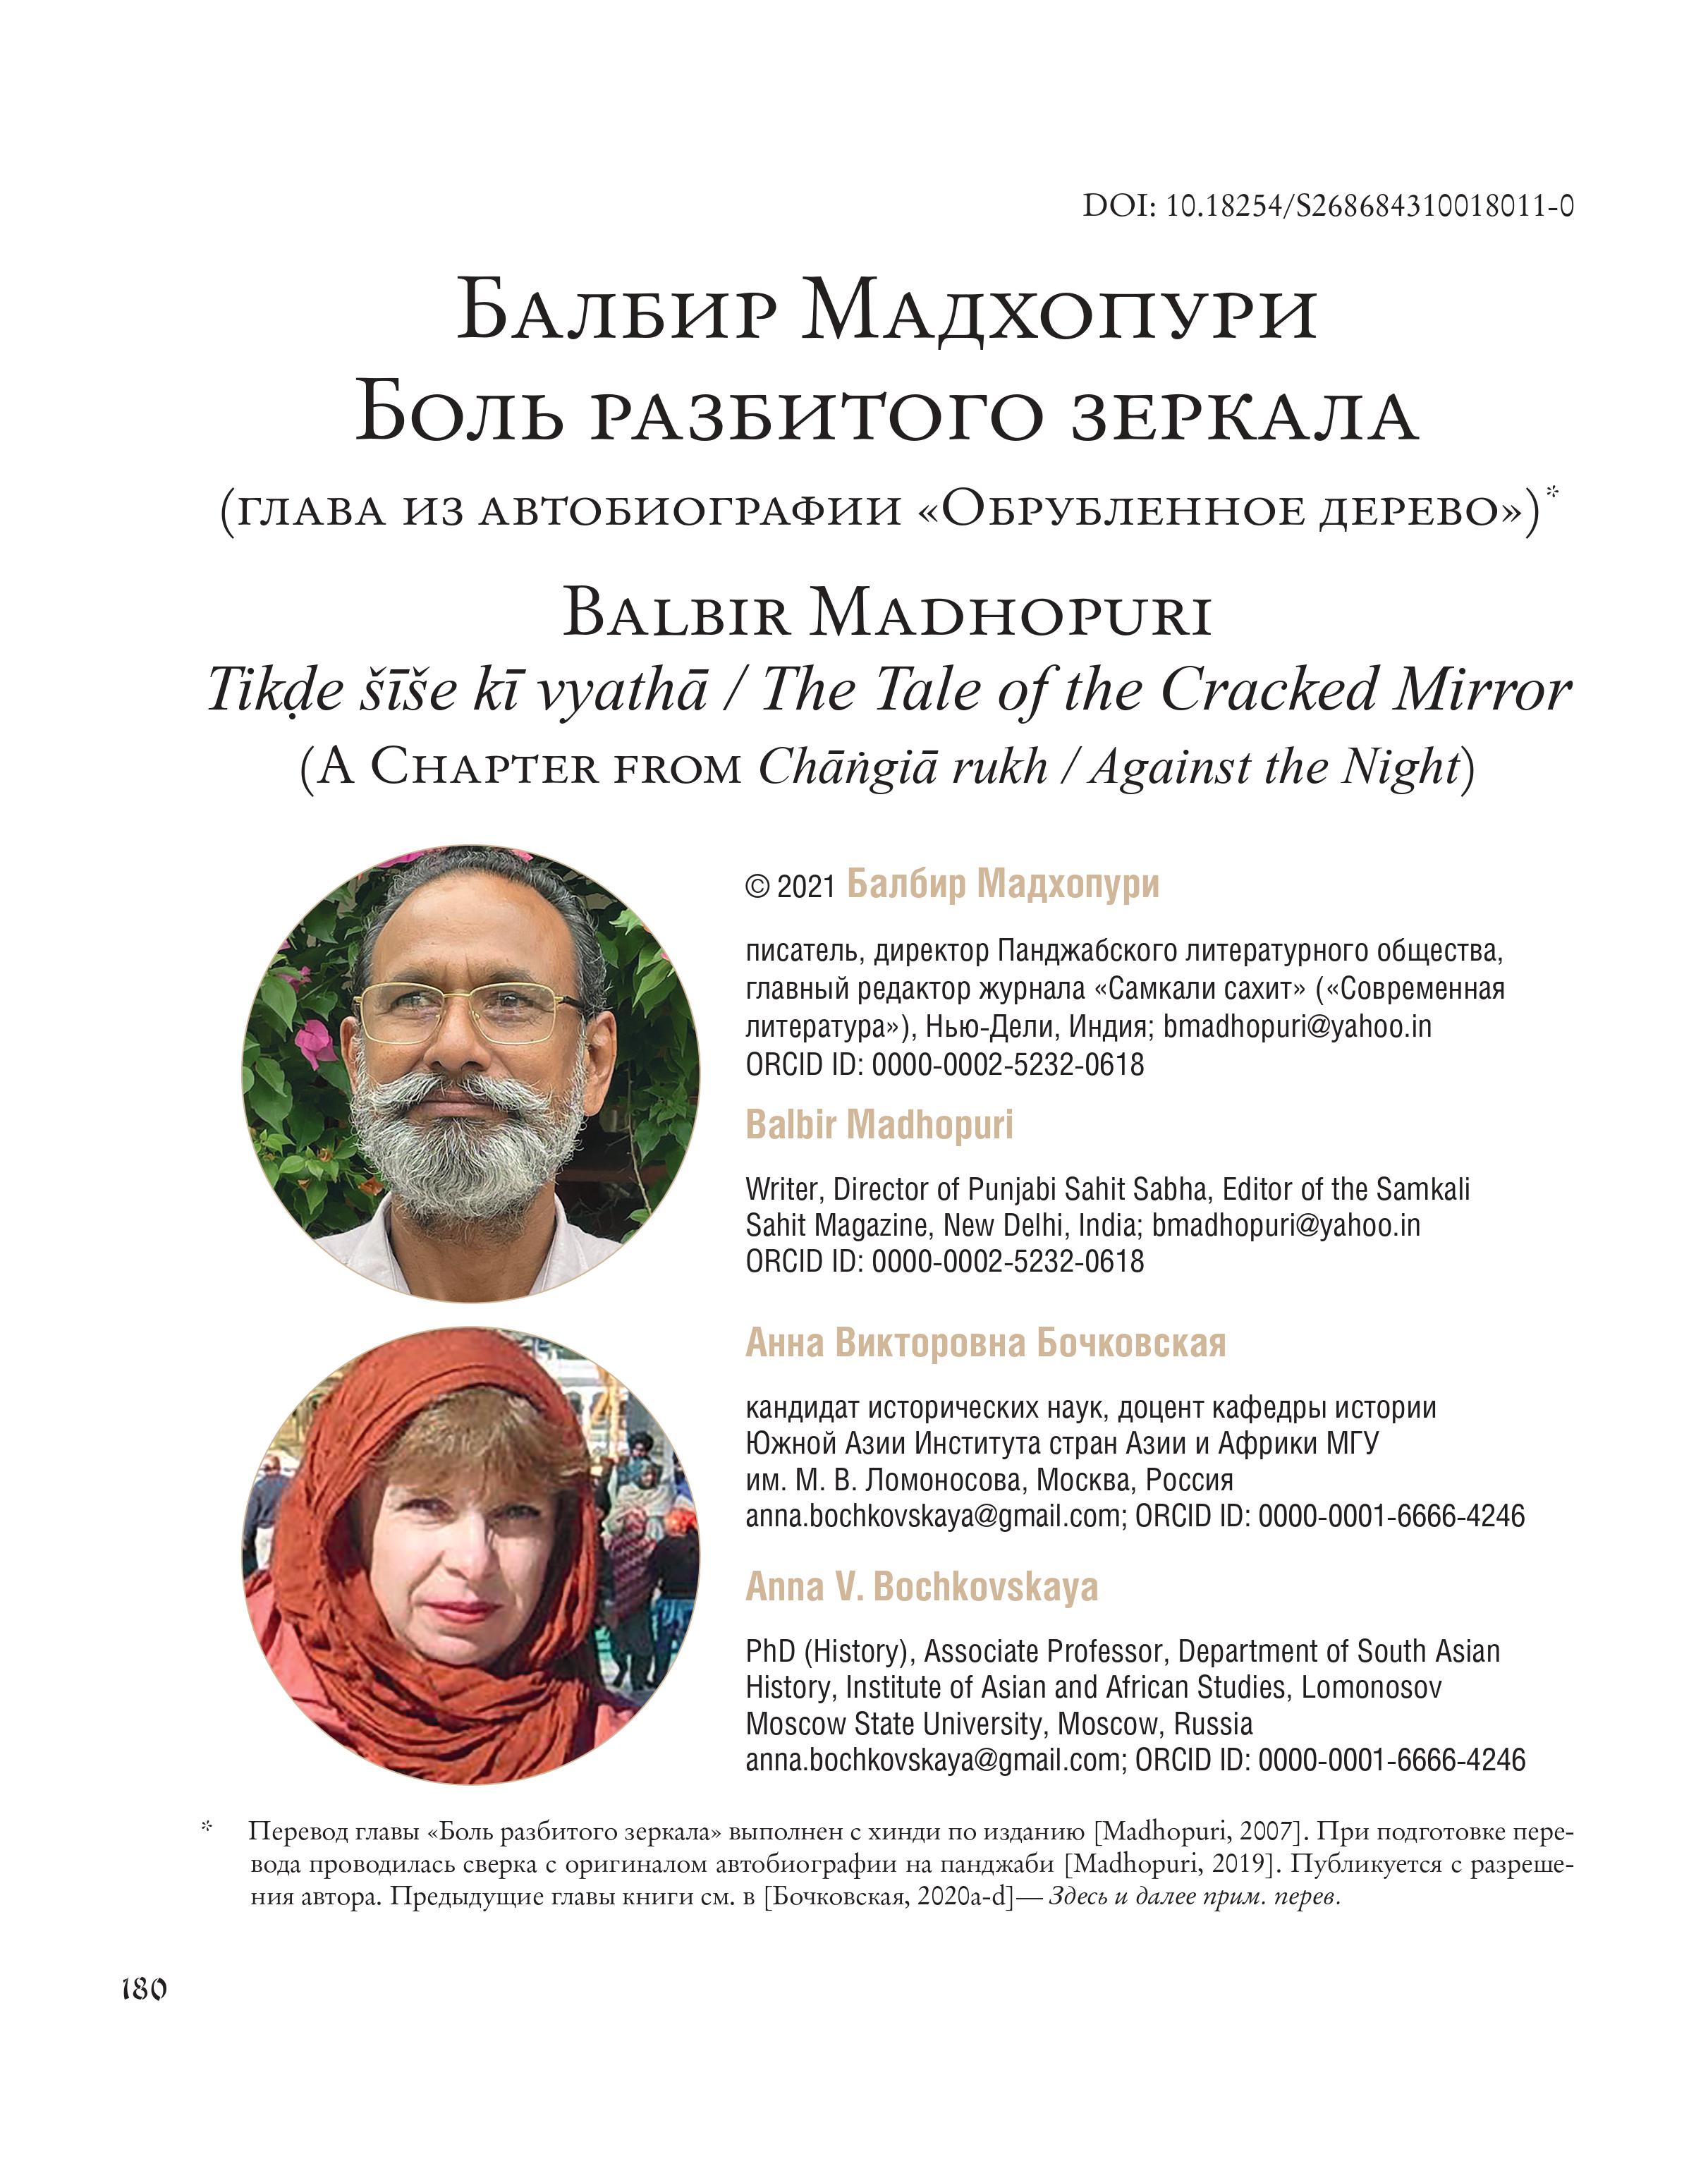 DOI: 10.18254/S268684310018011-0
Балбир Мадхопури
Боль разбитого зеркала
(глава из автобиографии «Обрубленное дерево»)*
Balbir Madhopuri
Tikḍe šīše kī vyathā / The Tale of the Cracked Mirror
(A Chapter from Chāṅgiā rukh / Against the Night)
© 2021 Балбир Мадхопури
писатель, директор Панджабского литературного общества,
главный редактор журнала «Самкали сахит» («Современная
литература»), Нью-Дели, Индия; bmadhopuri@yahoo.in
ORCID ID: 0000-0002-5232-0618
Balbir Madhopuri
Writer, Director of Punjabi Sahit Sabha, Editor of the Samkali
Sahit Magazine, New Delhi, India; bmadhopuri@yahoo.in
ORCID ID: 0000-0002-5232-0618
Анна Викторовна Бочковская
кандидат исторических наук, доцент кафедры истории
Южной Азии Института стран Азии и Африки МГУ
им. М. В. Ломоносова, Москва, Россия
anna.bochkovskaya@gmail.com; ORCID ID: 0000-0001-6666-4246
Anna V. Bochkovskaya
PhD (History), Associate Professor, Department of South Asian
History, Institute of Asian and African Studies, Lomonosov
Moscow State University, Moscow, Russia
anna.bochkovskaya@gmail.com; ORCID ID: 0000-0001-6666-4246
* Перевод главы «Боль разбитого зеркала» выполнен с хинди по изданию [Madhopuri, 2007]. При подготовке пере-
вода проводилась сверка с оригиналом автобиографии на панджаби [Madhopuri, 2019]. Публикуется с разреше-
ния автора. Предыдущие главы книги см. в [Бочковская, 2020a-d]— Здесь и далее прим. перев.
180